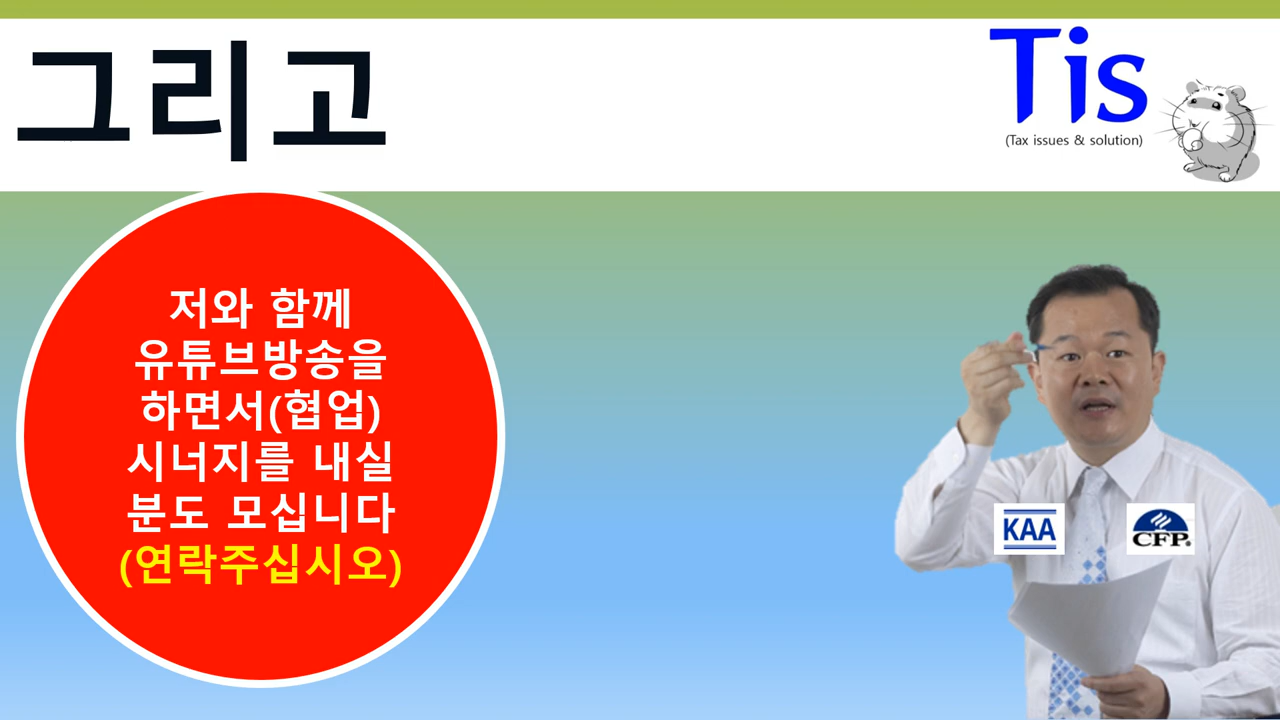 그리고
Tis
(Tax issues & solution)
저와 함께
유튜브방송을
하면서(협업)
시너지를 내실
분도 모십니다
(연락주십시오)
KAA
CFP®